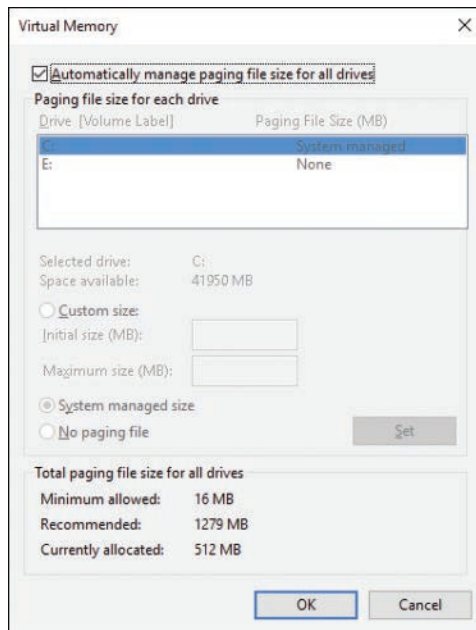 Virtual Memory
Automatically manage paging file size for all drives
Paging file size for each drive
Drive [Volume Label] Paging File Size (MB)
C: System managed
E: None
Selected drive: C:
Space available: 41950 MB
Custom size:
Initial size (MB):
Maximum size (MB):
System managed size
No paging file
Set
Total paging file size for all drives
Minimum allowed: 16 MB
Recommended: 1279 MB
Currently allocated: 512 MB
OK Cancel